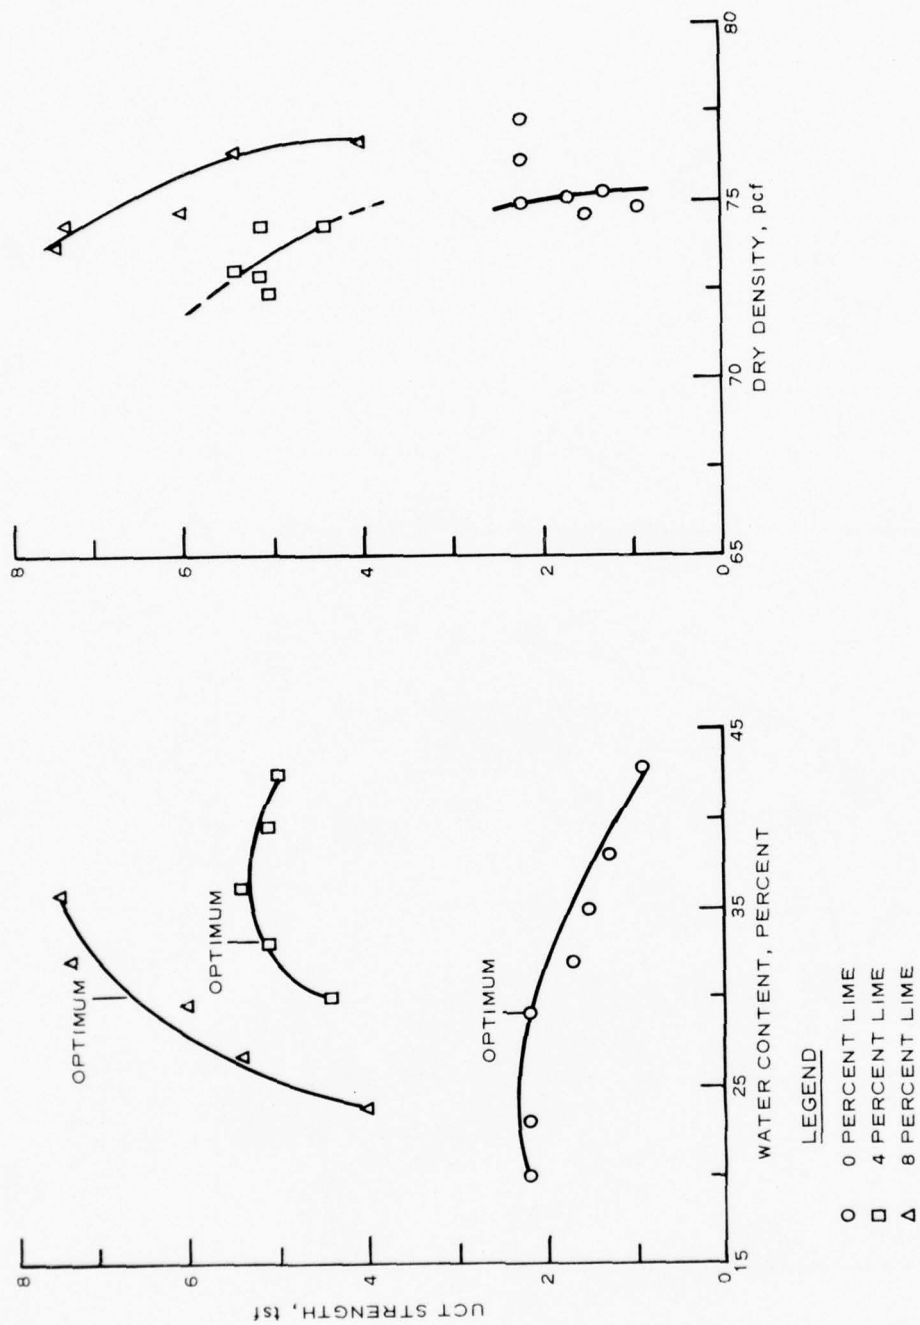 UCT STRENGTH, tsf
8
6
4
2
0
15
25
35
45
WATER CONTENT, PERCENT
OPTIMUM
OPTIMUM
OPTIMUM
8
6
4
2
0
65
70
75
80
DRY DENSITY, pcf
LEGEND
0 PERCENT LIME
4 PERCENT LIME
8 PERCENT LIME